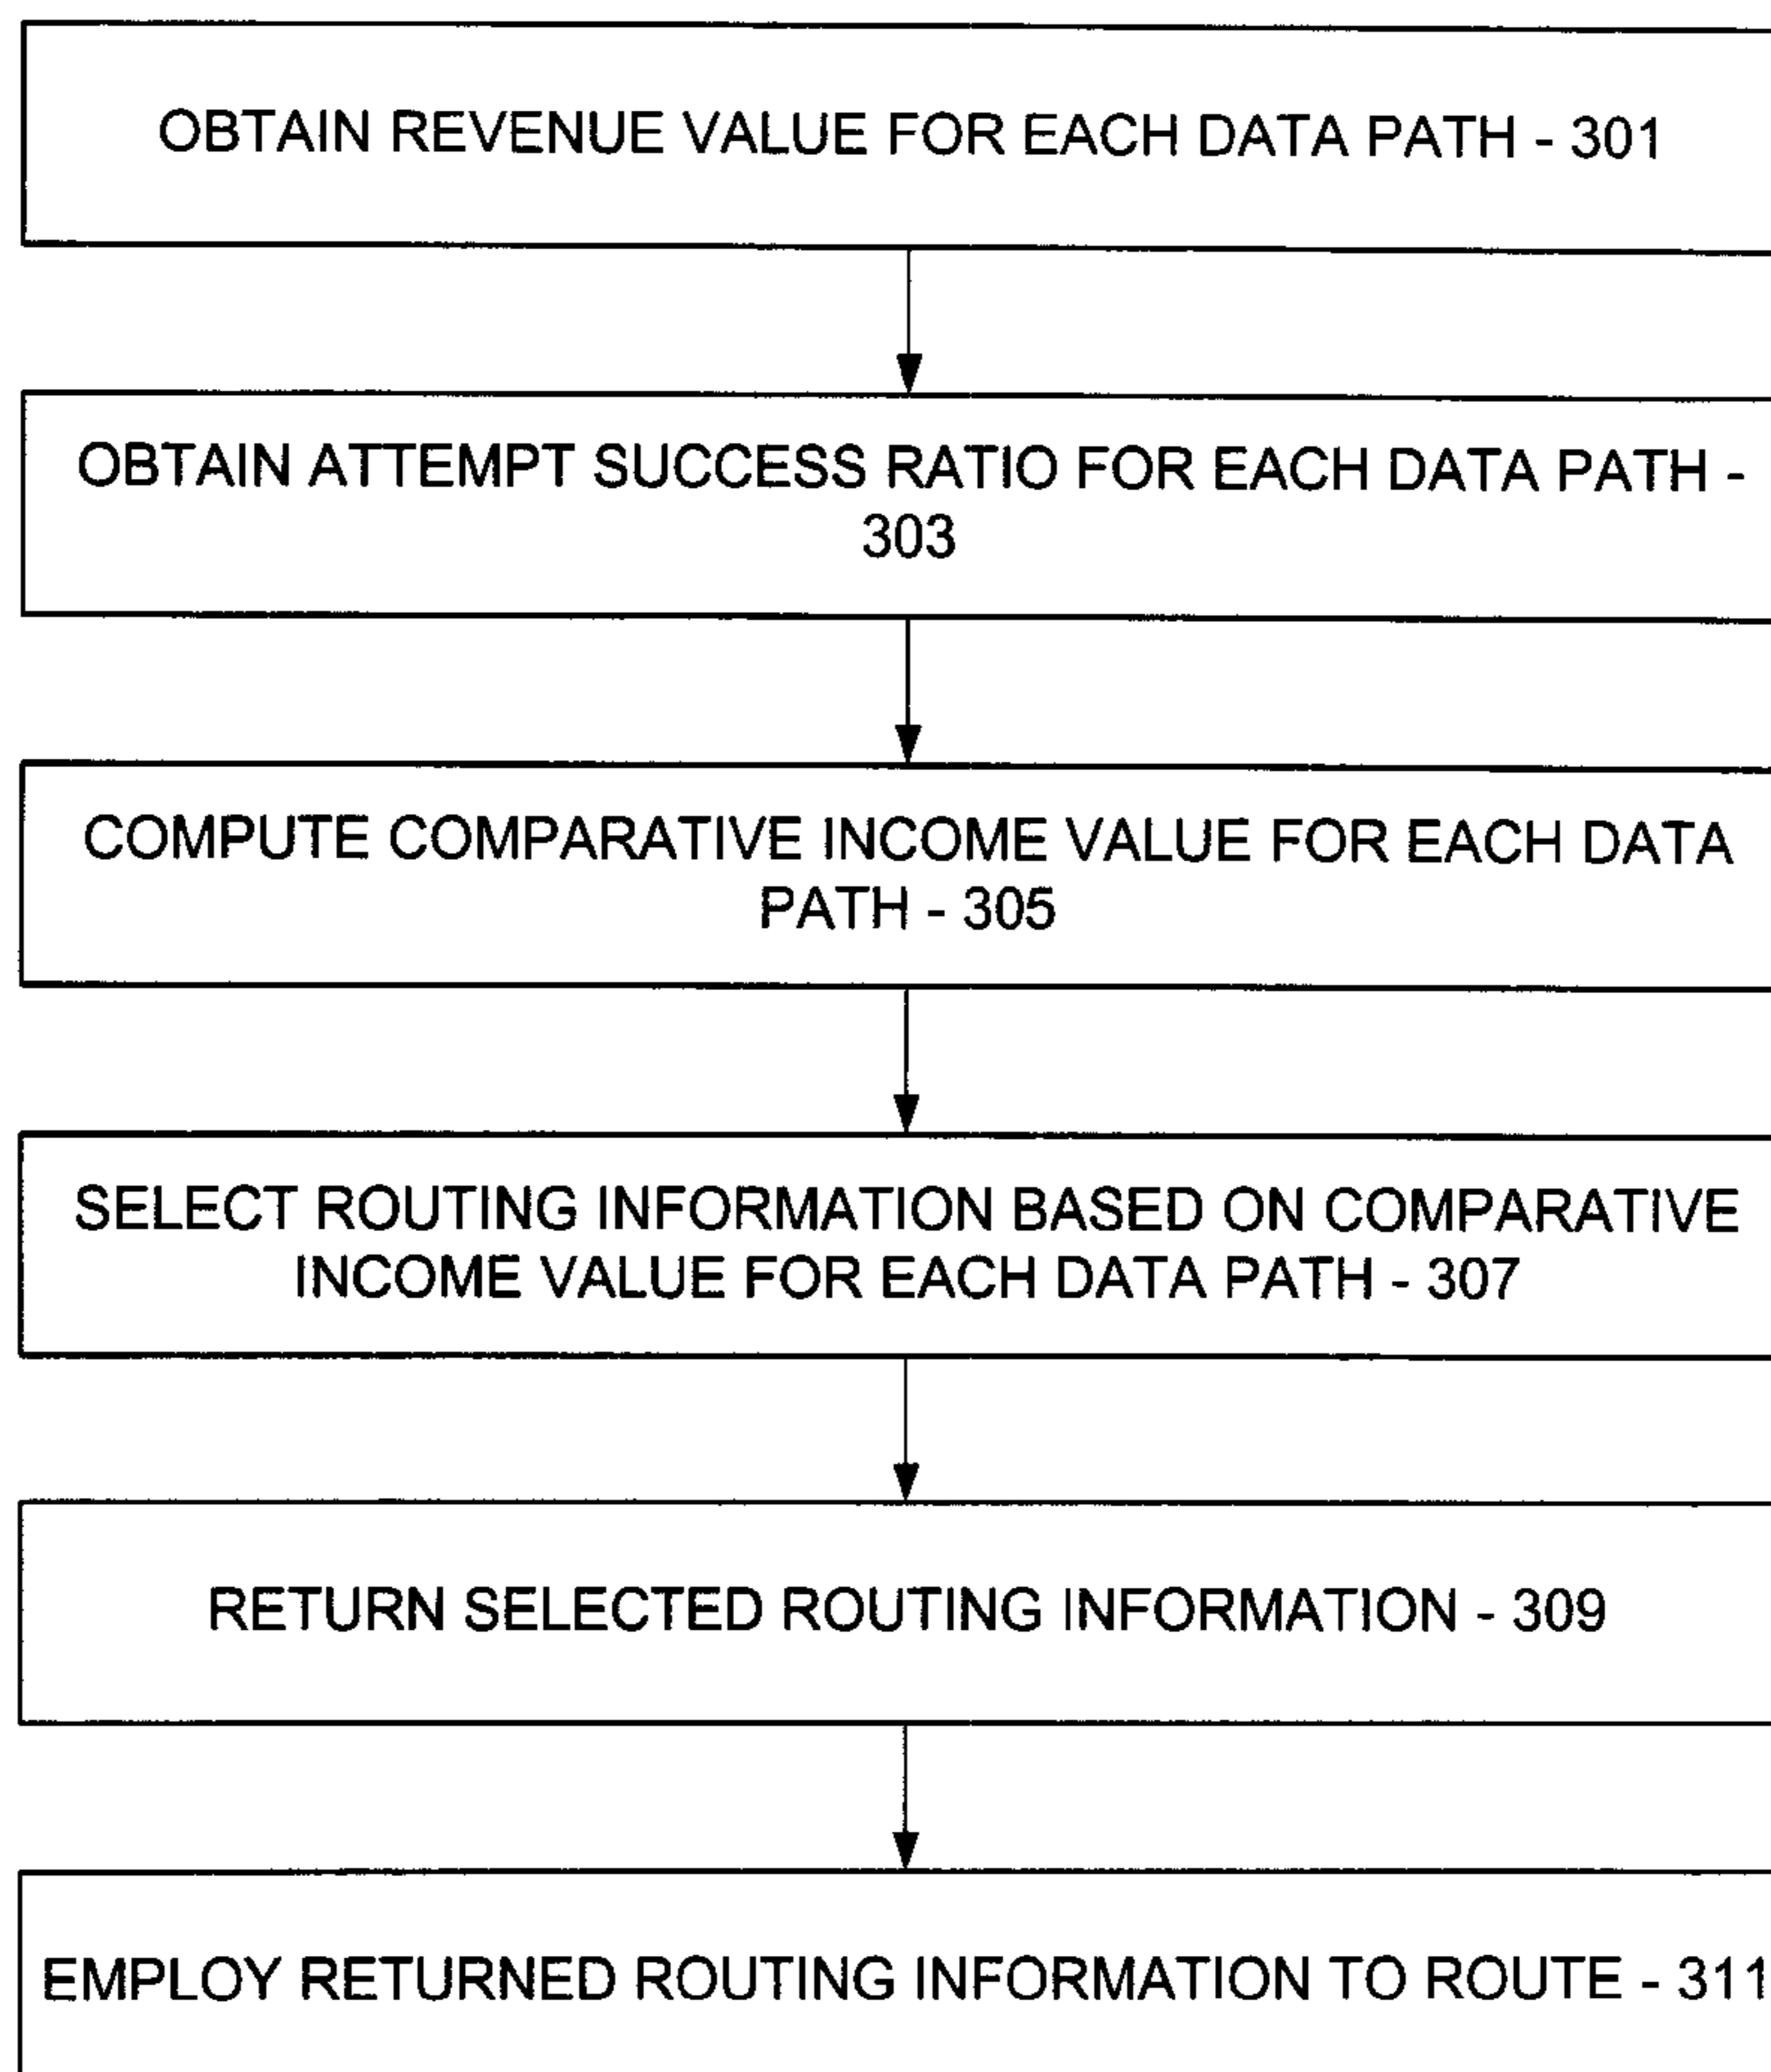 OBTAIN REVENUE VALUE FOR EACH DATA PATH - 301
OBTAIN ATTEMPT SUCCESS RATIO FOR EACH DATA PATH -
303
COMPUTE COMPARATIVE INCOME VALUE FOR EACH DATA
PATH - 305
SELECT ROUTING INFORMATION BASED ON COMPARATIVE
INCOME VALUE FOR EACH DATA PATH - 307
RETURN SELECTED ROUTING INFORMATION - 309
EMPLOY RETURNED ROUTING INFORMATION TO ROUTE - 311